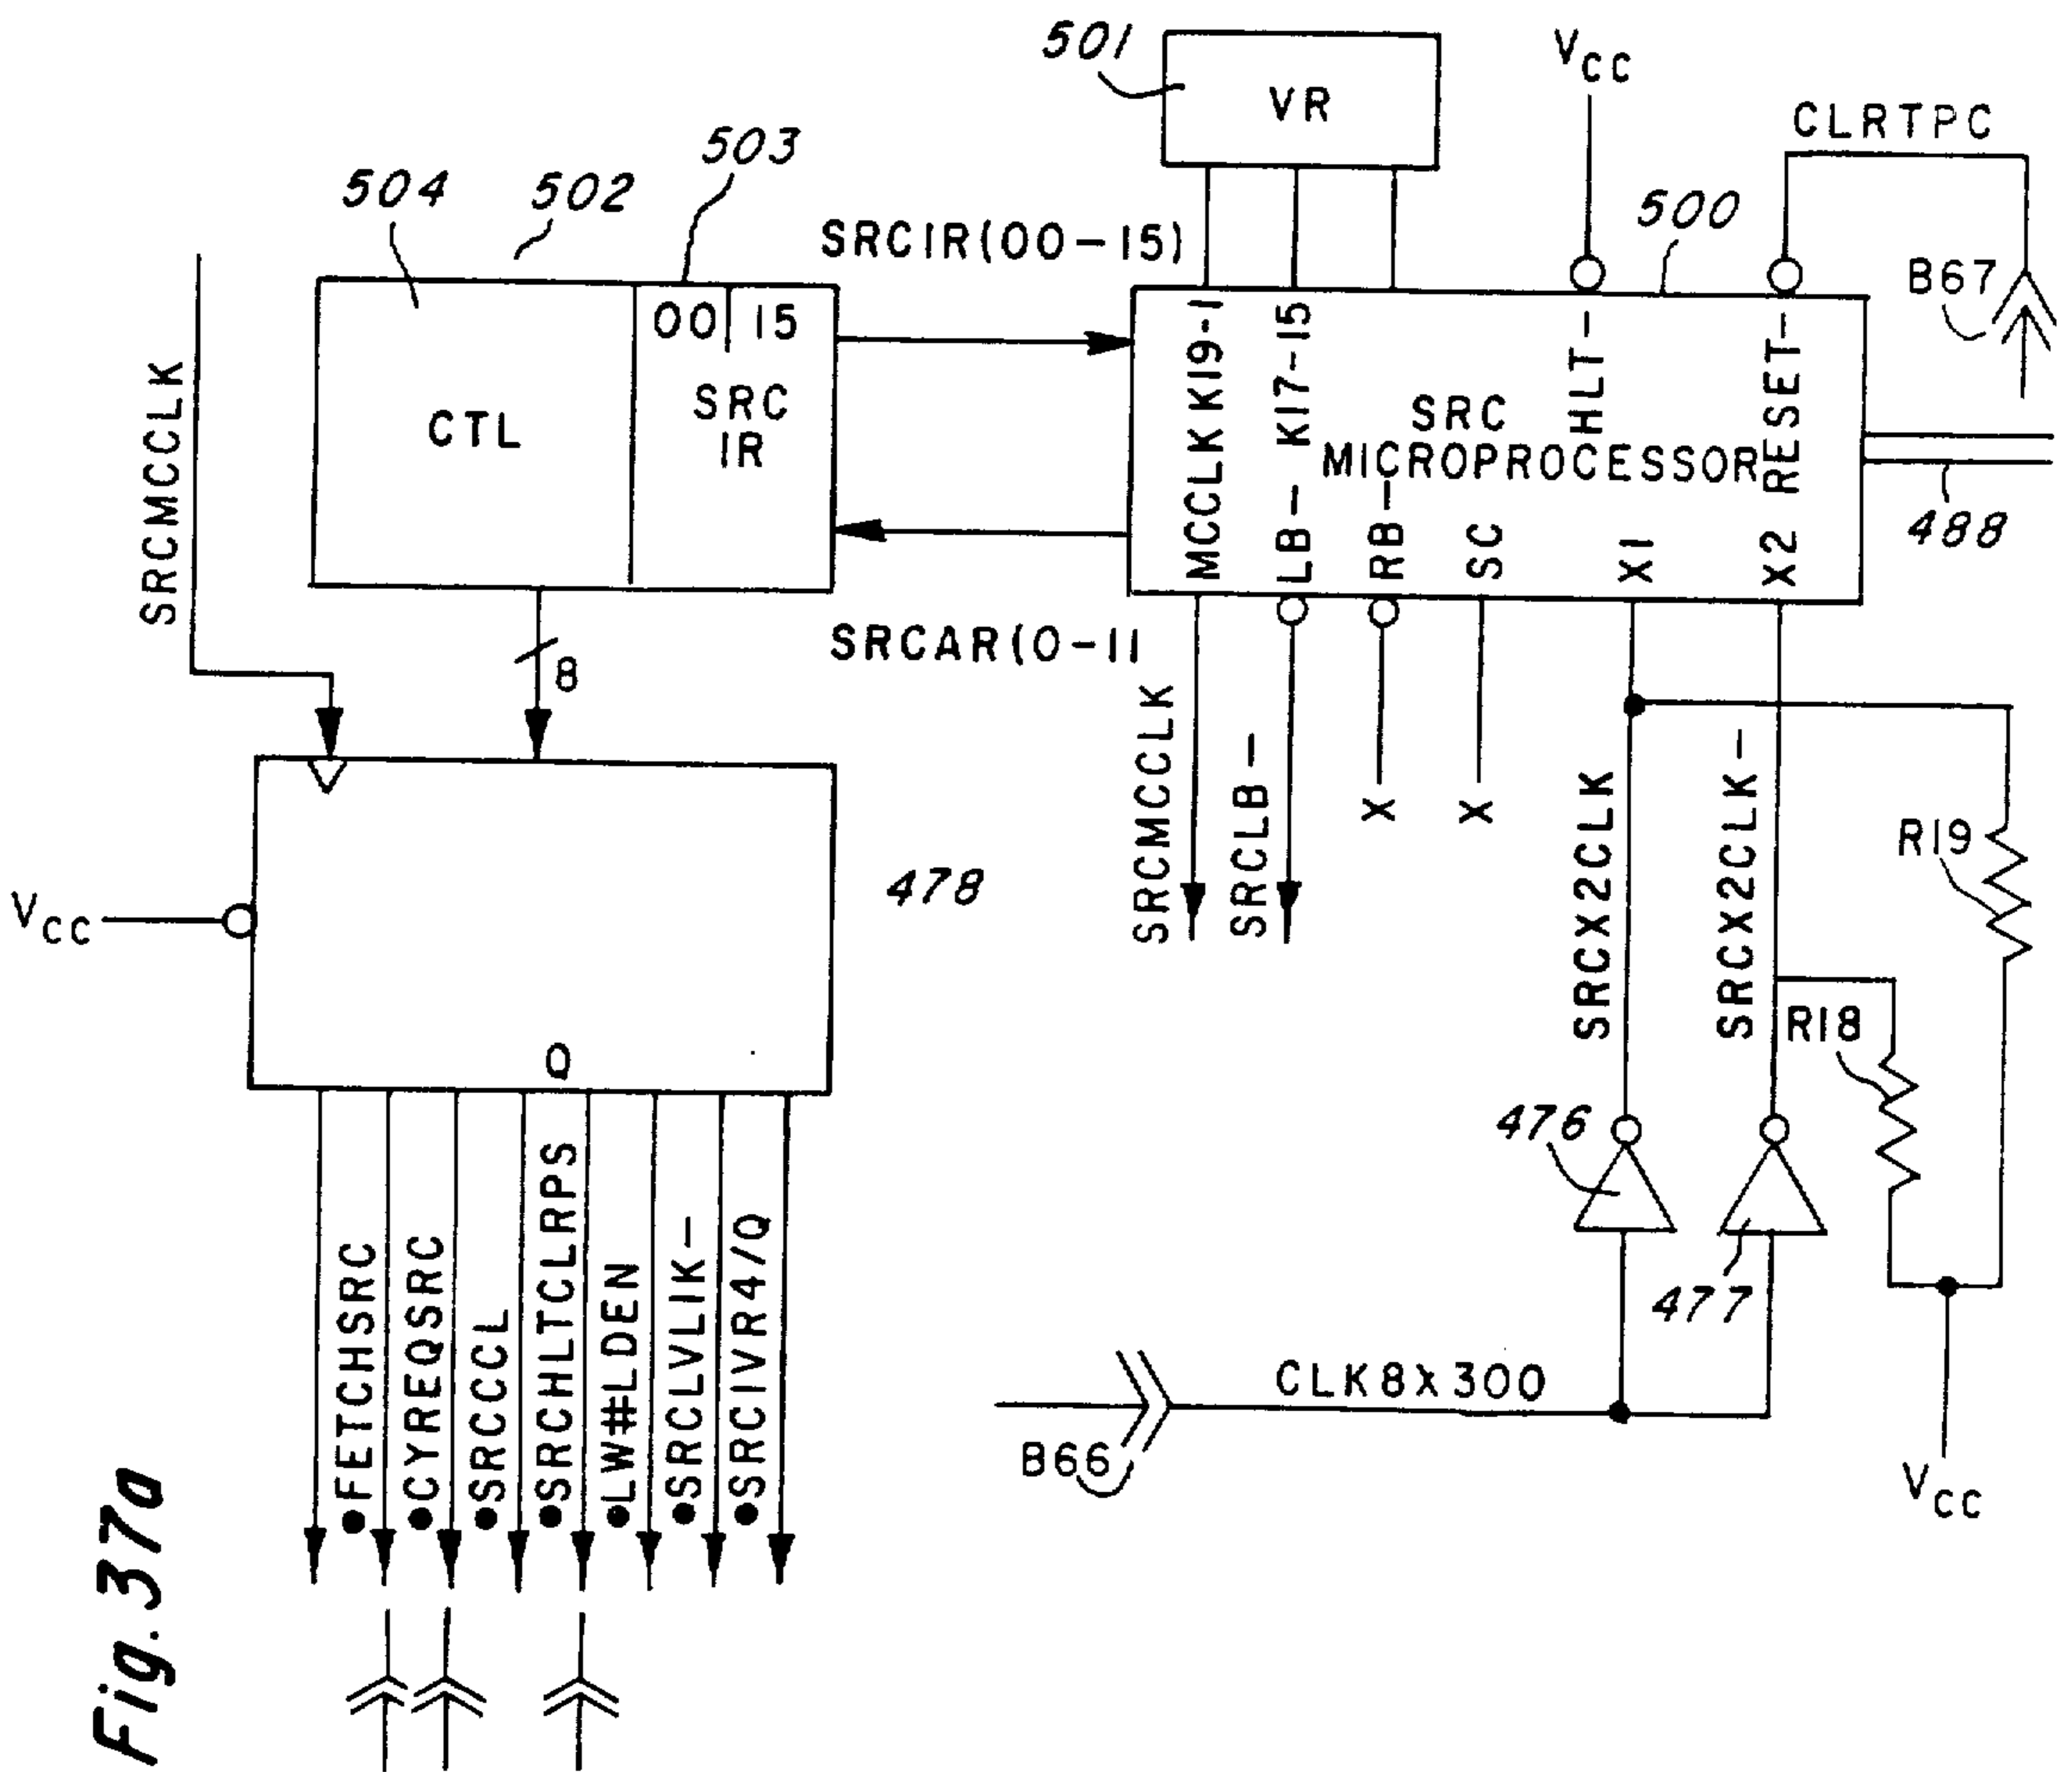 501
VR
VCC
CLRTPC
504
502
503
SRCIR(00-15)
500
B67
00 15
CTL
SRC
IR
SRCMCCLK
MCCLK K19-1
LB- K17-15
RB-
SC
HLT-
X1
X2 RESET-
SRC
MICROPROCESSOR
488
SRCAR(0-11
8
SRCMCCLK
SRCLB-
X
X
SRCX2CLK
SRCX2CLK-
R19
R18
478
VCC
Q
476
477
FETCHSRC
CYREQSRC
SRCCCL
SRCHLTCLRPS
LW#LDEN
SRCLVLIK-
SRCIVR4/Q
CLK8X300
B66
VCC
Fig. 37a